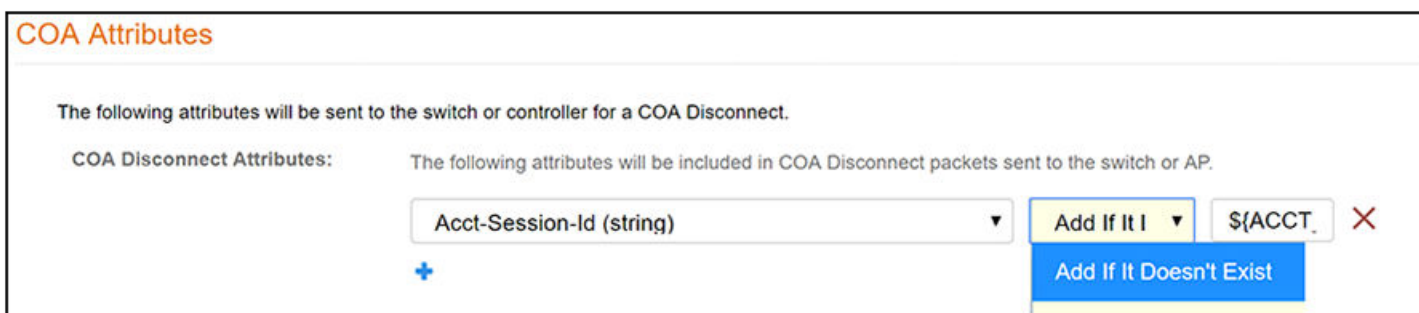 COA Attributes
The following attributes will be sent to the switch or controller for a COA Disconnect.
COA Disconnect Attributes: The following attributes will be included in COA Disconnect packets sent to the switch or AP.
Acct-Session-Id (string) Add If It I ${ACCT_
Add If It Doesn't Exist